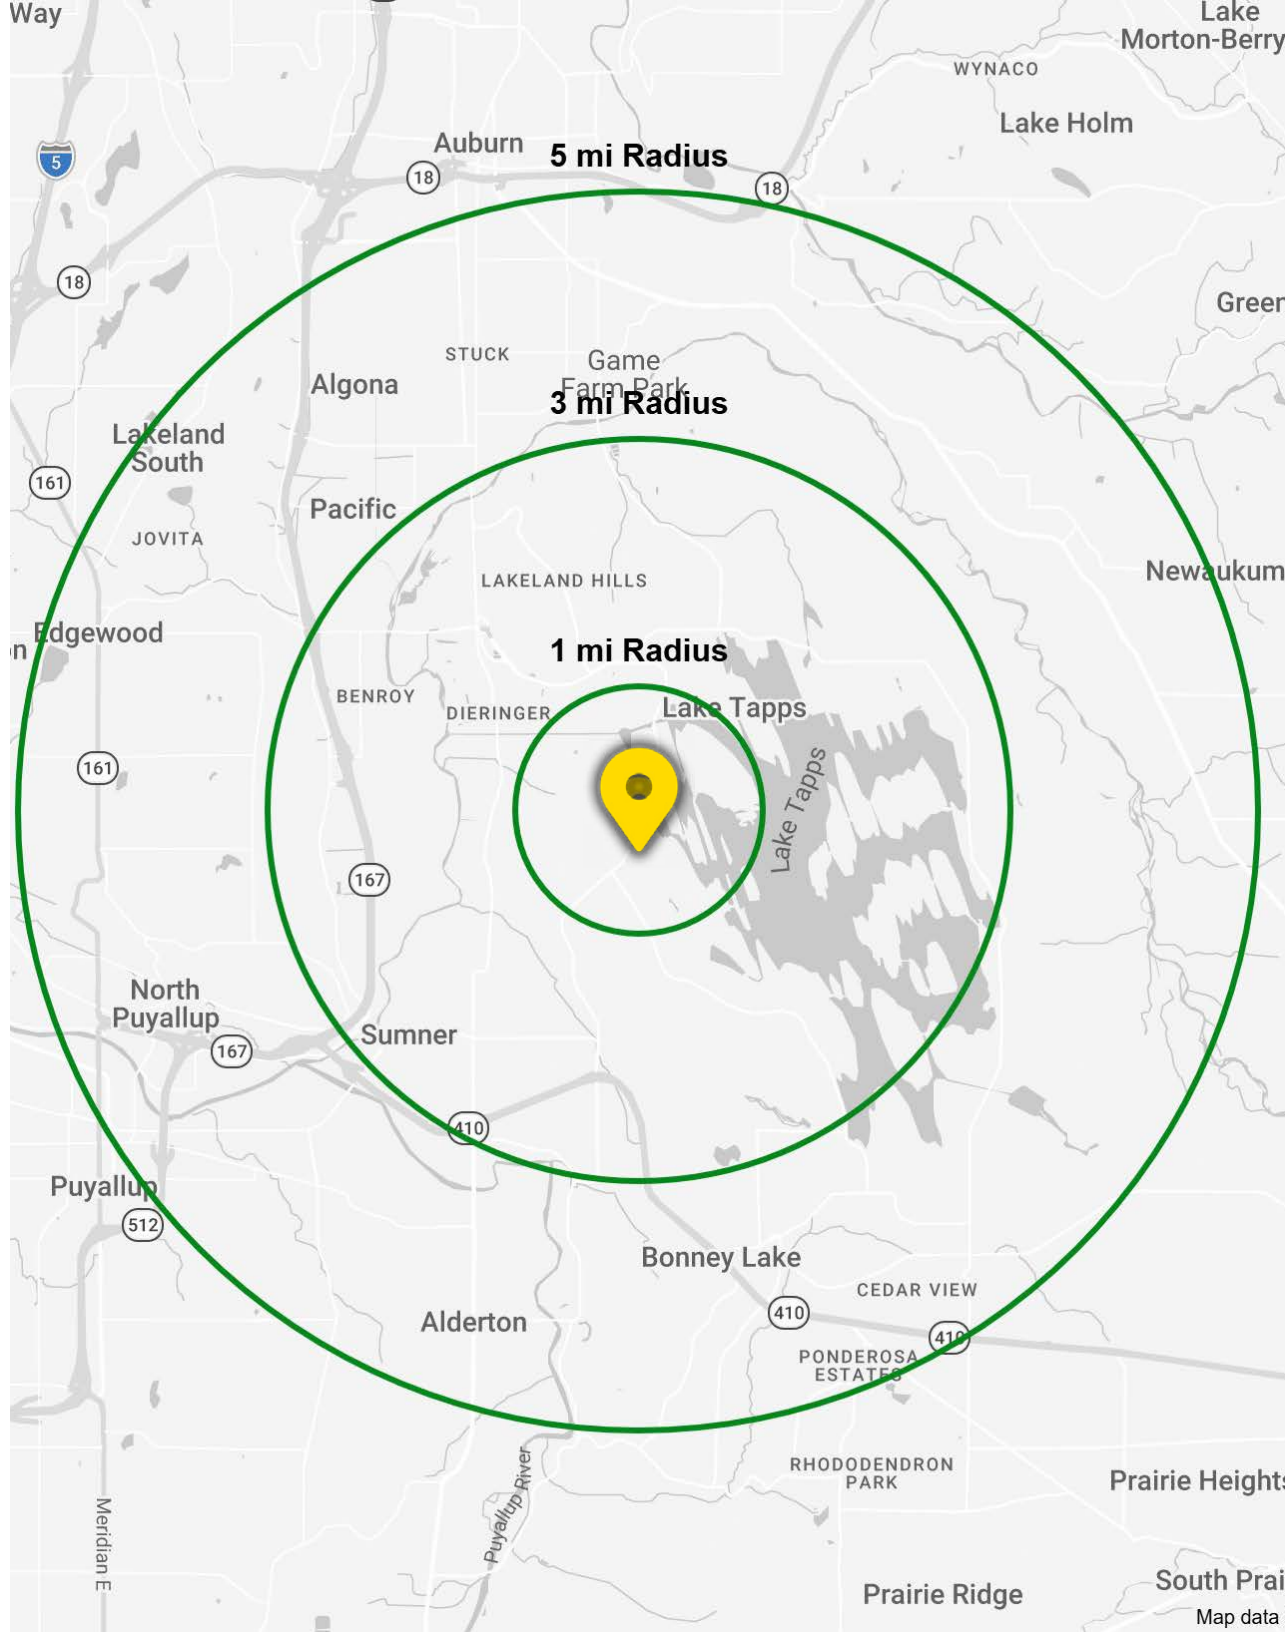 Way
Lake
Morton-Berry
WYNACO
Lake Holm
Auburn
5 mi Radius
5
18
18
18
Green
STUCK
Game
Farm Park
Algona
3 mi Radius
Lakeland
South
161
Pacific
JOVITA
Newaukum
LAKELAND HILLS
Edgewood
n
1 mi Radius
BENROY
DIERINGER
Lake Tapps
161
Lake Tapps
167
North
Puyallup
167
Sumner
410
Puyallup
512
Bonney Lake
CEDAR VIEW
410
Alderton
410
PONDEROSA
ESTATES
RHODODENDRON
PARK
Prairie Heights
Puyallup River
Meridian E
Prairie Ridge
South Prai
Map data